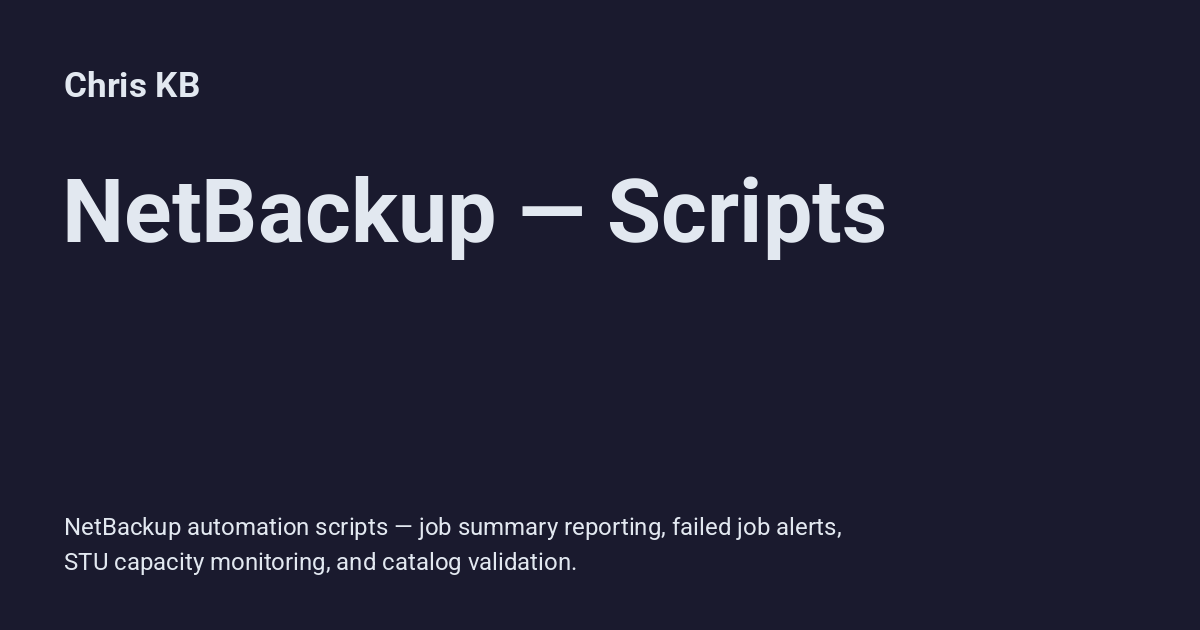 Chris KB
NetBackup — Scripts
NetBackup automation scripts — job summary reporting, failed job alerts,
STU capacity monitoring, and catalog validation.